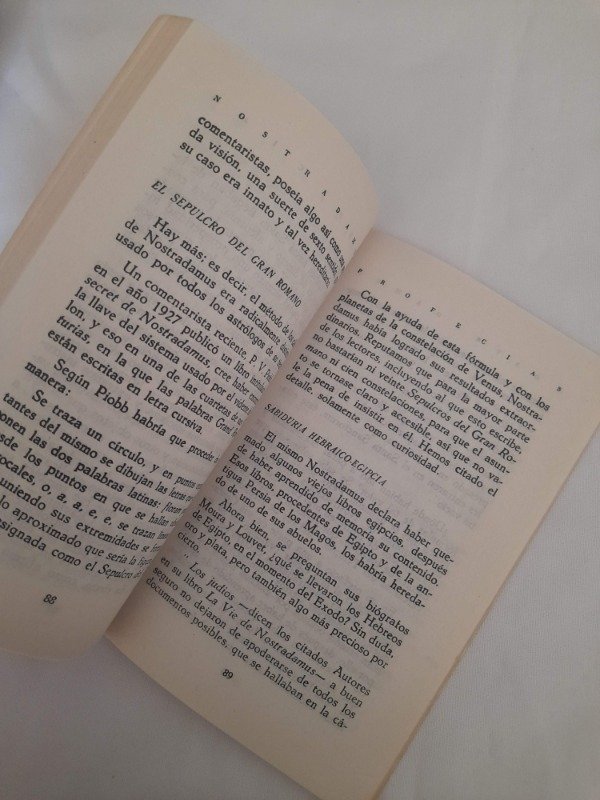 N O S T R A D A
comentaristas, poseía algo así como
da visión, una suerte de sexto sentido
su caso era innato y tal vez hereditario
EL SEPULCRO DEL GRAN ROMANO
Hay más; es decir, el método de
de Nostradamus era radicalmente
usado por todos los astrólogos de
Un comentarista reciente, P. V.
en el año 1927 publicó un libro
secret de Nostradamus, cree haber
la llave del sistema usado por el
lon, y eso en una de las cuartetas de
turias, en la que las palabras Gran
están escritas en letra cursiva.
Según Piobb habría que proceder
manera:
Se traza un círculo, y en puntos
tantes del mismo se dibujan las letras
ponen las dos palabras latinas; forman
desde los puntos en que se hallan
vocales, o, a, a, e, e, se trazan
uniendo sus extremidades se
lo aproximado que sería la
signada como el Sepulcro
88
P R O F E C I A S
Con la ayuda de esta fórmula y con los
planetas de la constelación de Venus, Nostra-
damus había logrado sus resultados extraor-
dinarios. Reputamos que para la mayor parte
de los lectores incluyendo al que esto escribe,
no bastarían ni veinte Sepulcros del Gran Ro-
mano ni cien constelaciones para que el asun-
to se tornase claro y accesible, así que no va-
le la pena de insistir en él. Hemos citado el
detalle, solamente como curiosidad.
SABIDURIA HEBRAICO EGIPCIA
El mismo Nostradamus declara haber que-
mado algunos viejos libros egipcios, después
de haber aprendido de memoria su contenido.
Esos libros, procedentes de Egipto y de la an-
tigua Persia de los Magos, los habría hereda-
do de uno de sus abuelos.
Ahora bien, se preguntan sus biógratos
Moura y Louvet, ¿qué se llevaron los Hebreos
de Egipto, en el momento del Exodo? Sin duda,
oro y plata, pero también algo más precioso por
cierto.
" Los judíos —dicen los citados Autores
en su libro La Vie de Nostradamus— a buen
seguro no dejaron de apoderarse de todos los
documentos posibles, que se hallaban en la cá-
89